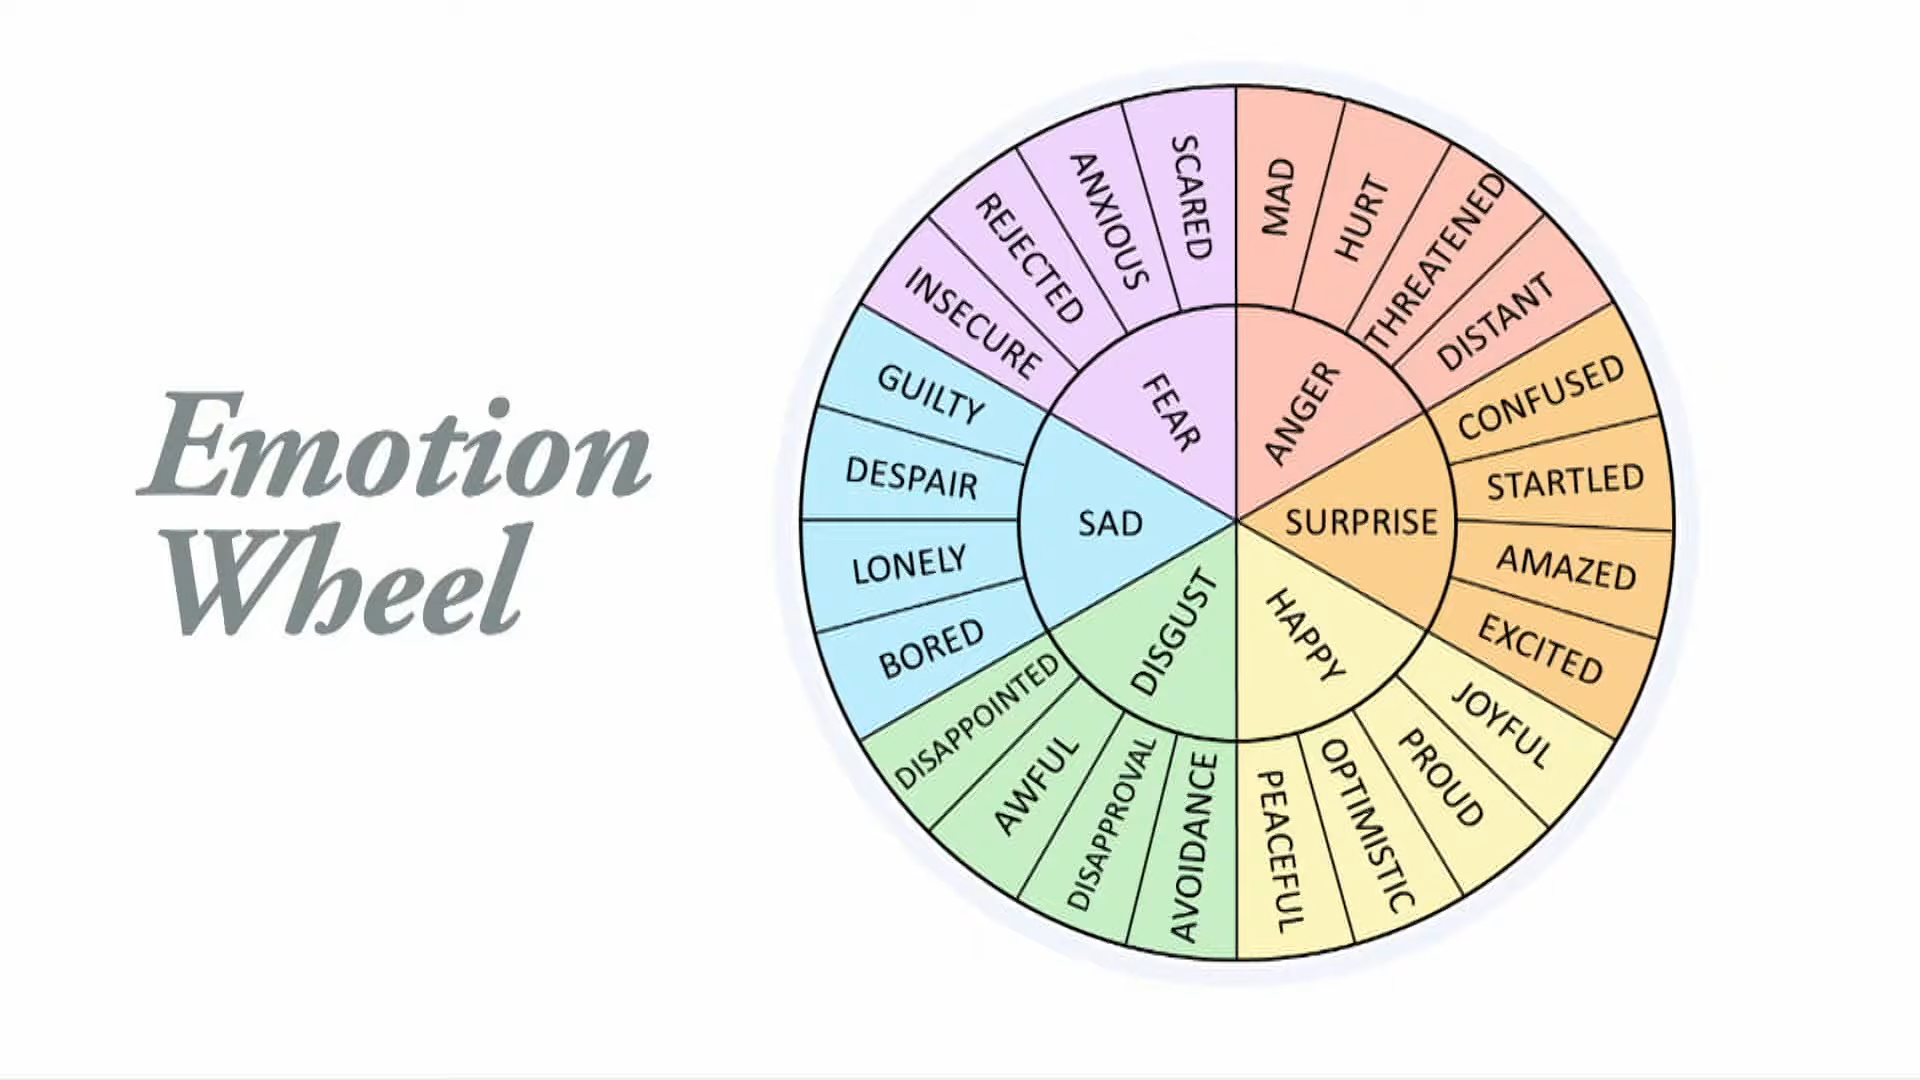 Emotion
Wheel
MAD
HURT
THREATENED
DISTANT
ANGER
CONFUSED
STARTLED
AMAZED
EXCITED
SURPRISE
JOYFUL
PROUD
OPTIMISTIC
PEACEFUL
HAPPY
AVOIDANCE
DISAPPROVAL
AWFUL
DISAPPOINTED
DISGUST
BORED
LONELY
DESPAIR
GUILTY
SAD
INSECURE
REJECTED
ANXIOUS
SCARED
FEAR